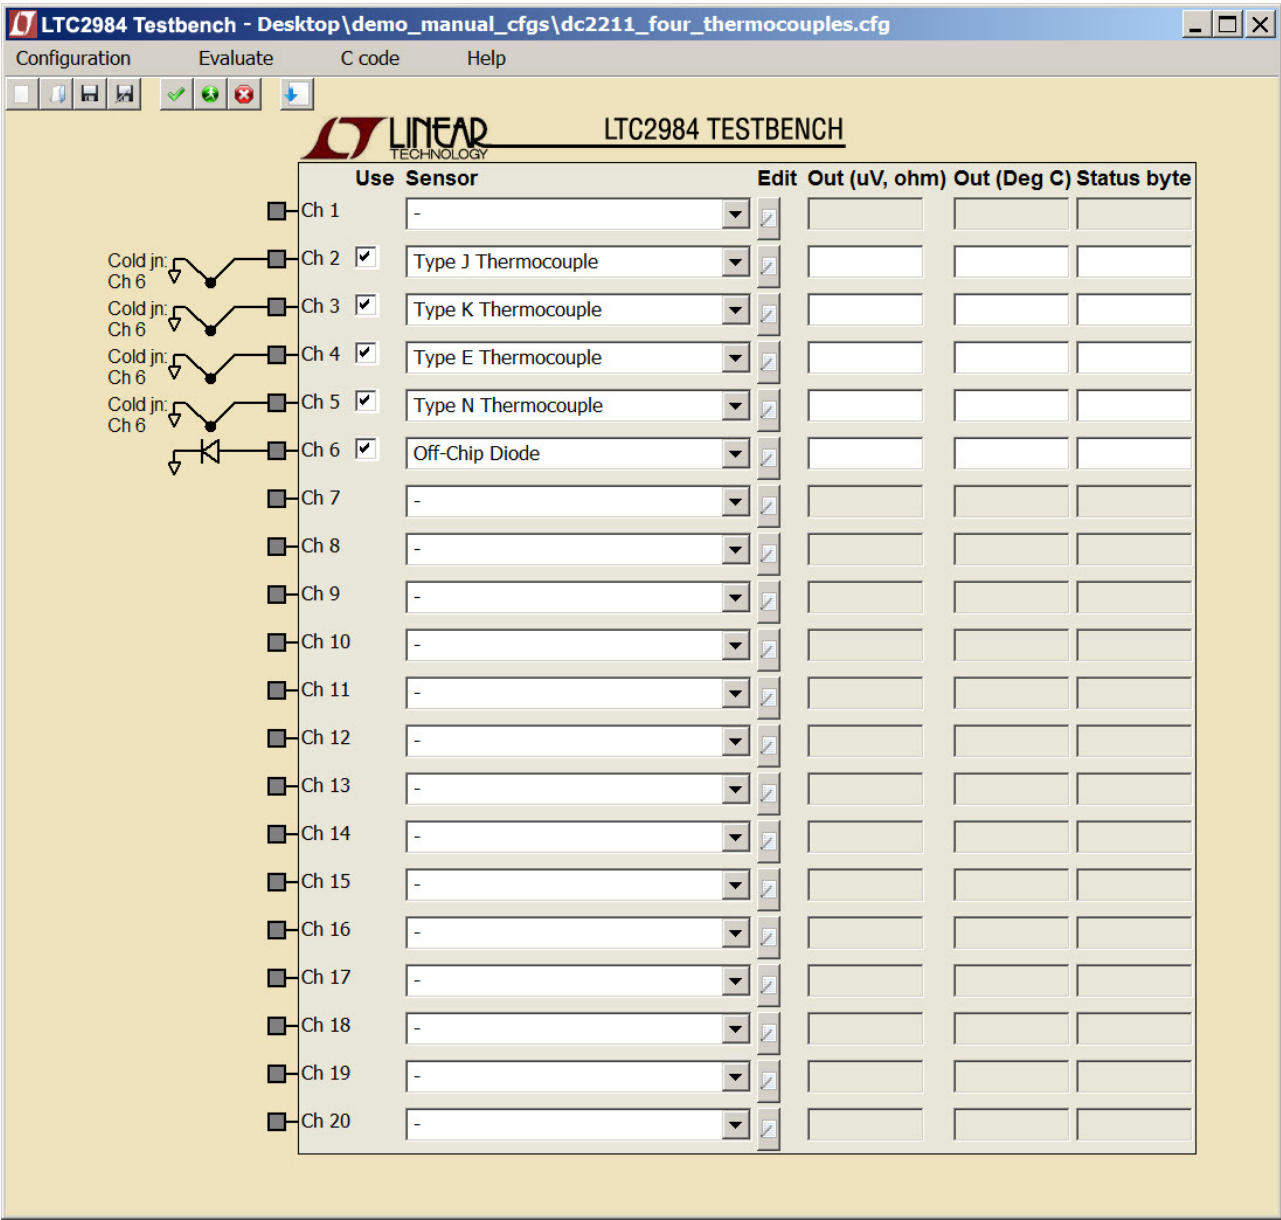 LTC2984 Testbench - Desktop\demo_manual_cfgs\dc2211_four_thermocouples.cfg
Configuration Evaluate C code Help
LINEAR TECHNOLOGY
LTC2984 TESTBENCH
Use Sensor Edit Out (uV, ohm) Out (Deg C) Status byte
Ch 1 -
Cold jn: Ch 6 Ch 2 Type J Thermocouple
Cold jn: Ch 6 Ch 3 Type K Thermocouple
Cold jn: Ch 6 Ch 4 Type E Thermocouple
Cold jn: Ch 6 Ch 5 Type N Thermocouple
Ch 6 Off-Chip Diode
Ch 7 -
Ch 8 -
Ch 9 -
Ch 10 -
Ch 11 -
Ch 12 -
Ch 13 -
Ch 14 -
Ch 15 -
Ch 16 -
Ch 17 -
Ch 18 -
Ch 19 -
Ch 20 -